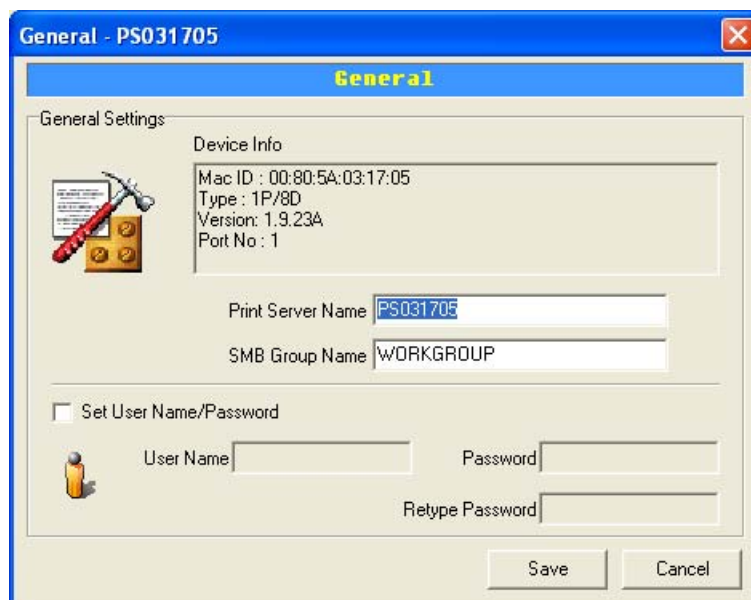 General - PS031705
General
General Settings
Device Info
Mac ID : 00:80:5A:03:17:05
Type : 1P/8D
Version: 1.9.23A
Port No : 1
Print Server Name PS031705
SMB Group Name WORKGROUP
Set User Name/Password
User Name Password
Retype Password
Save Cancel